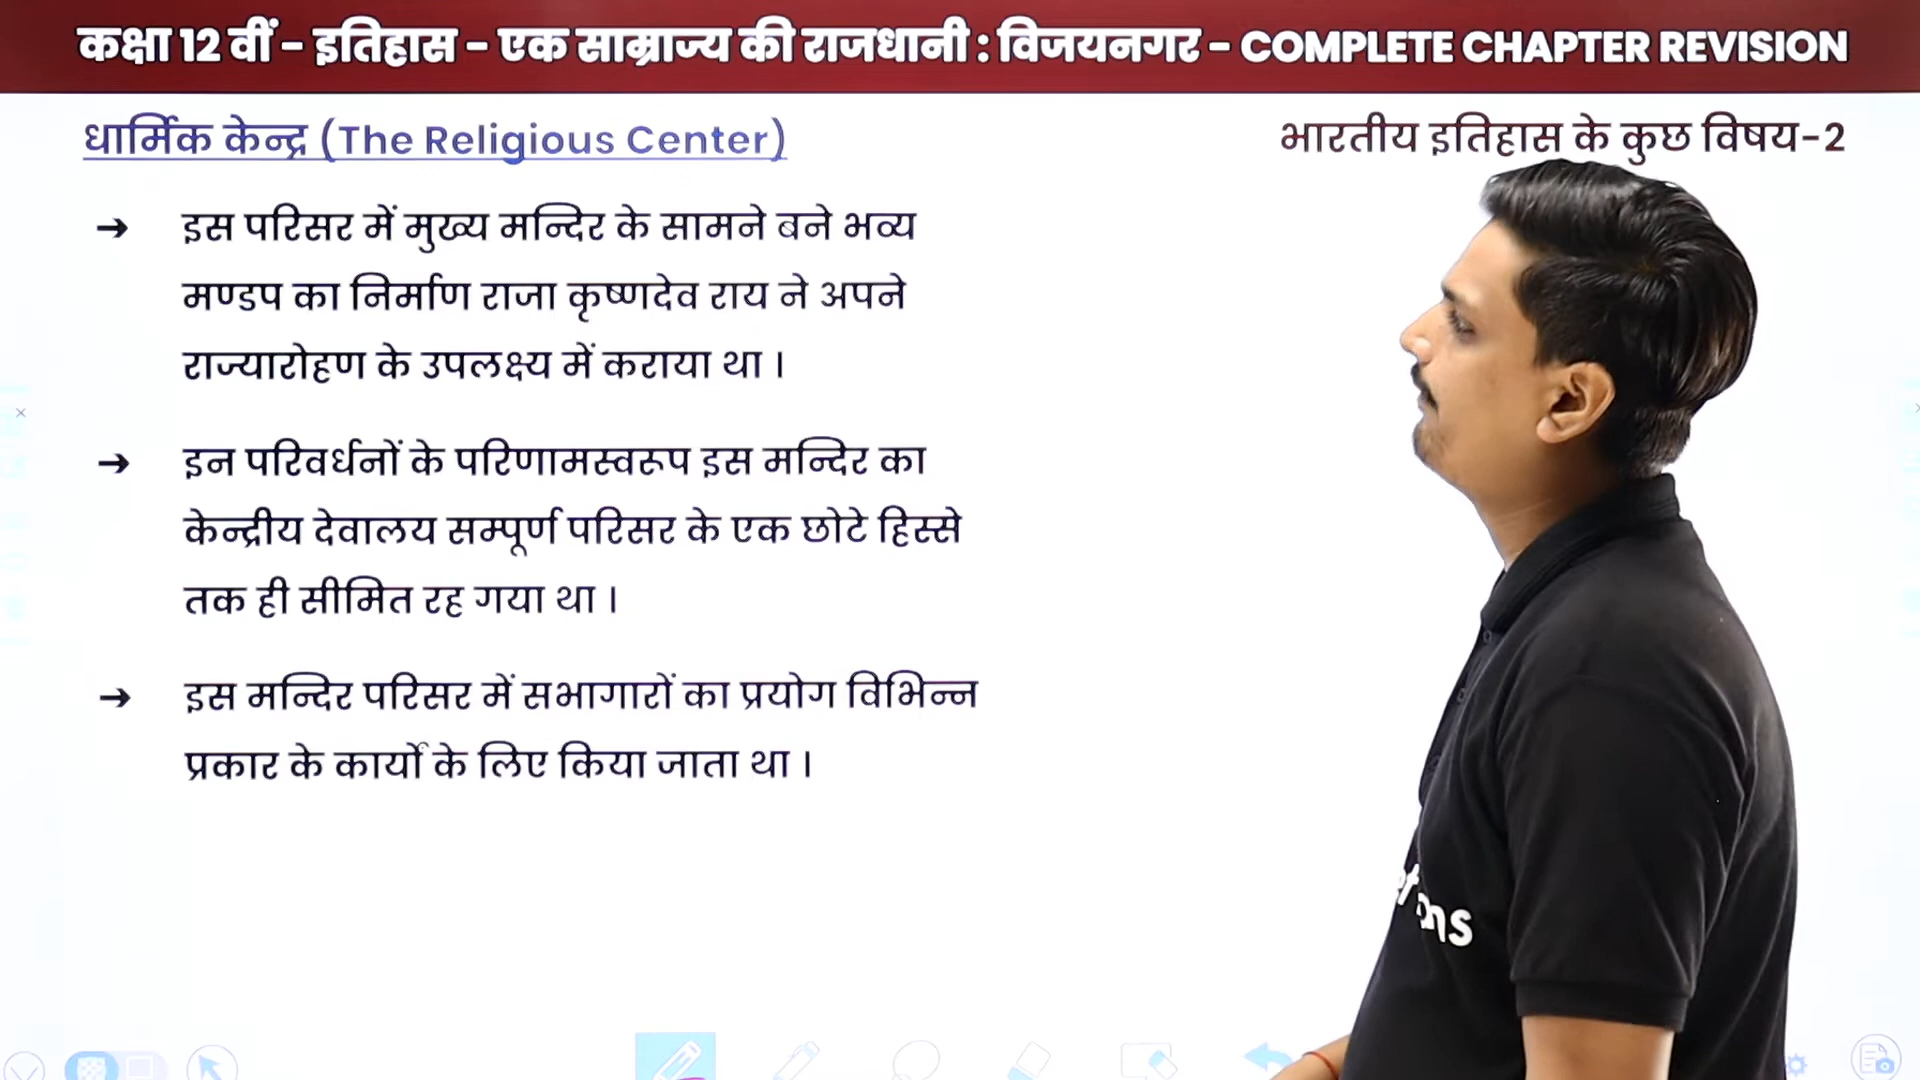 कक्षा 12 वीं - इतिहास - एक साम्राज्य की राजधानी : विजयनगर - COMPLETE CHAPTER REVISION
धार्मिक केन्द्र (The Religious Center)
भारतीय इतिहास के कुछ विषय-2
➔ इस परिसर में मुख्य मन्दिर के सामने बने भव्य
मण्डप का निर्माण राजा कृष्णदेव राय ने अपने
राज्यारोहण के उपलक्ष्य में कराया था ।
➔ इन परिवर्धनों के परिणामस्वरूप इस मन्दिर का
केन्द्रीय देवालय सम्पूर्ण परिसर के एक छोटे हिस्से
तक ही सीमित रह गया था ।
➔ इस मन्दिर परिसर में सभागारों का प्रयोग विभिन्न
प्रकार के कार्यों के लिए किया जाता था ।